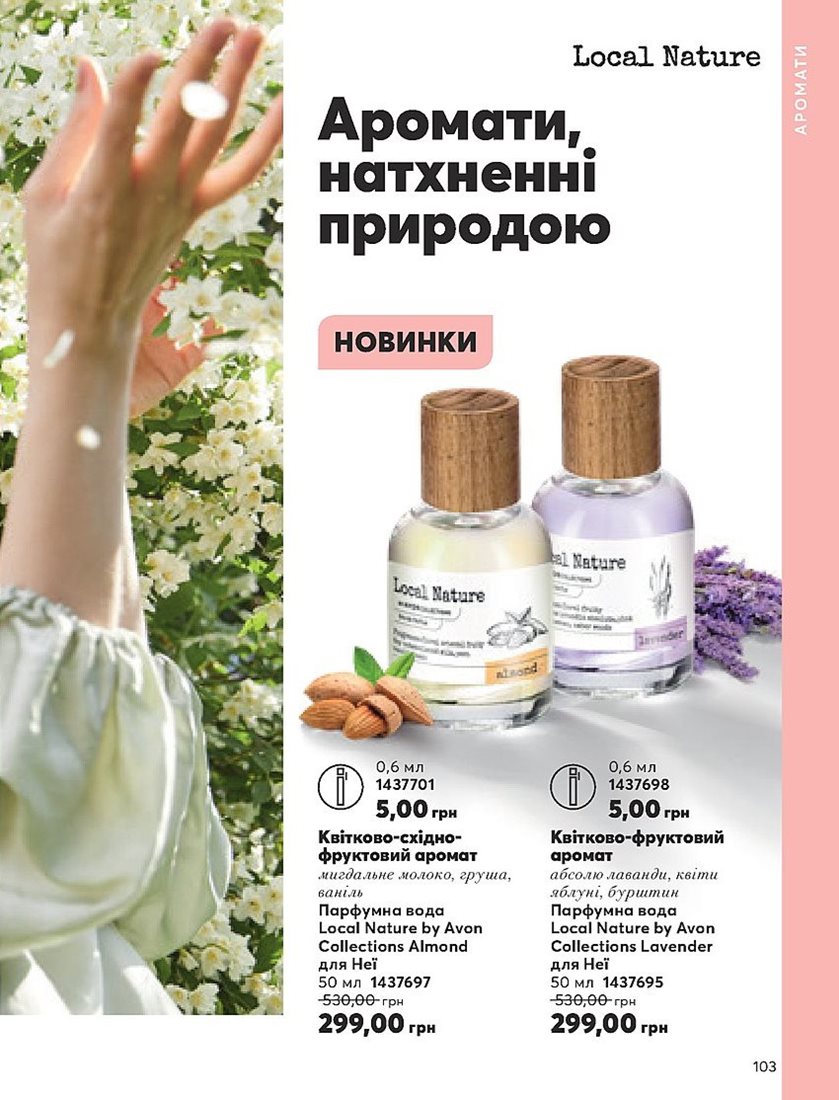 Local Nature
АРОМАТИ
Аромати,
натхненні
природою
НОВИНКИ
Local Nature
almond
cal Nature
lavender
0,6 мл
1437701
5,00 грн
Квітково-східно-
фруктовий аромат
мигдальне молоко, груша,
ваніль
Парфумна вода
Local Nature by Avon
Collections Almond
для Неї
50 мл 1437697
530,00 грн
299,00 грн
0,6 мл
1437698
5,00 грн
Квітково-фруктовий
аромат
абсолю лаванди, квіти
яблуні, бурштин
Парфумна вода
Local Nature by Avon
Collections Lavender
для Неї
50 мл 1437695
530,00 грн
299,00 грн
103